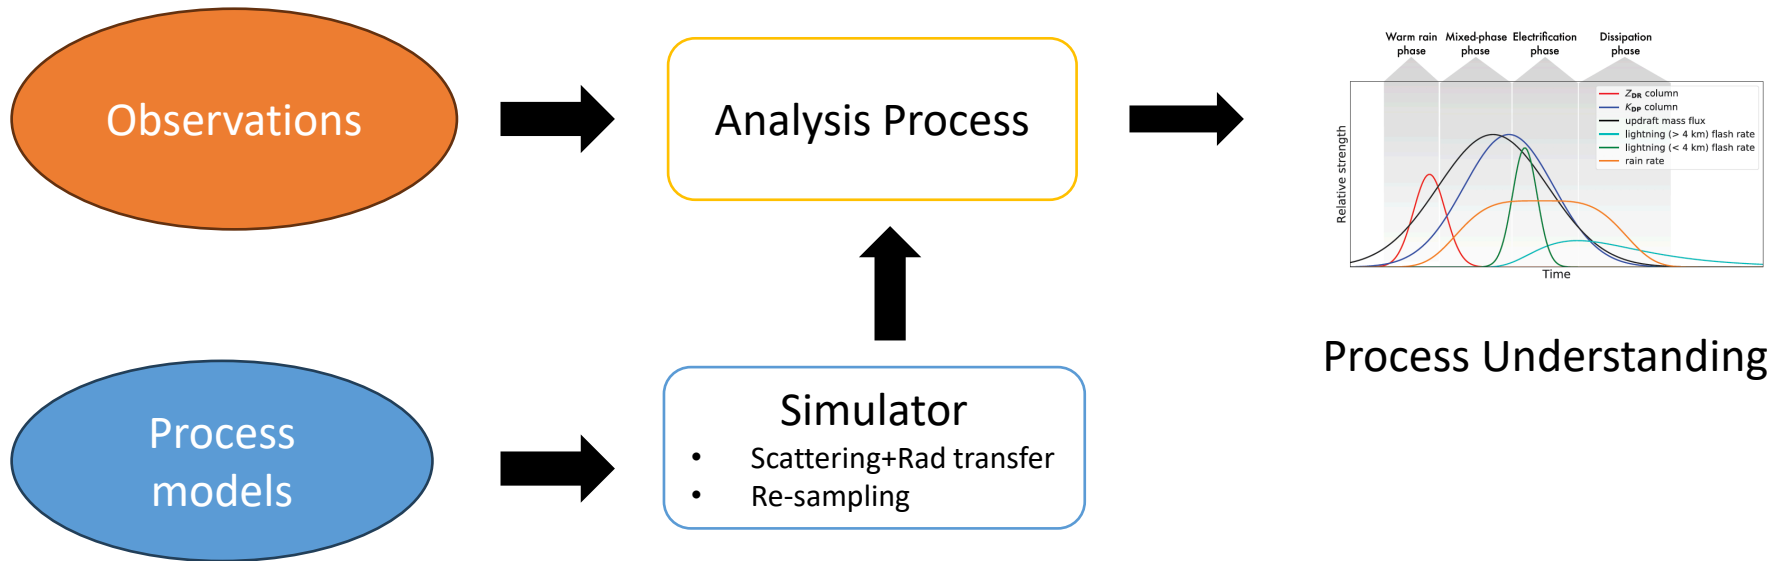 Observations
Analysis Process
Process
models
Simulator
• Scattering+Rad transfer
• Re-sampling
Warm rain Mixed-phase Electrification Dissipation
phase phase phase phase
Z_DR column
K_DP column
updraft mass flux
lightning (> 4 km) flash rate
lightning (< 4 km) flash rate
rain rate
Relative strength
Time
Process Understanding